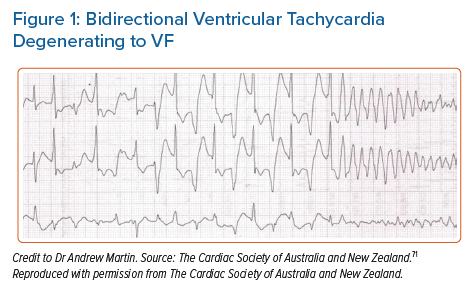 Figure 1: Bidirectional Ventricular Tachycardia
Degenerating to VF
Credit to Dr Andrew Martin. Source: The Cardiac Society of Australia and New Zealand.71
Reproduced with permission from The Cardiac Society of Australia and New Zealand.